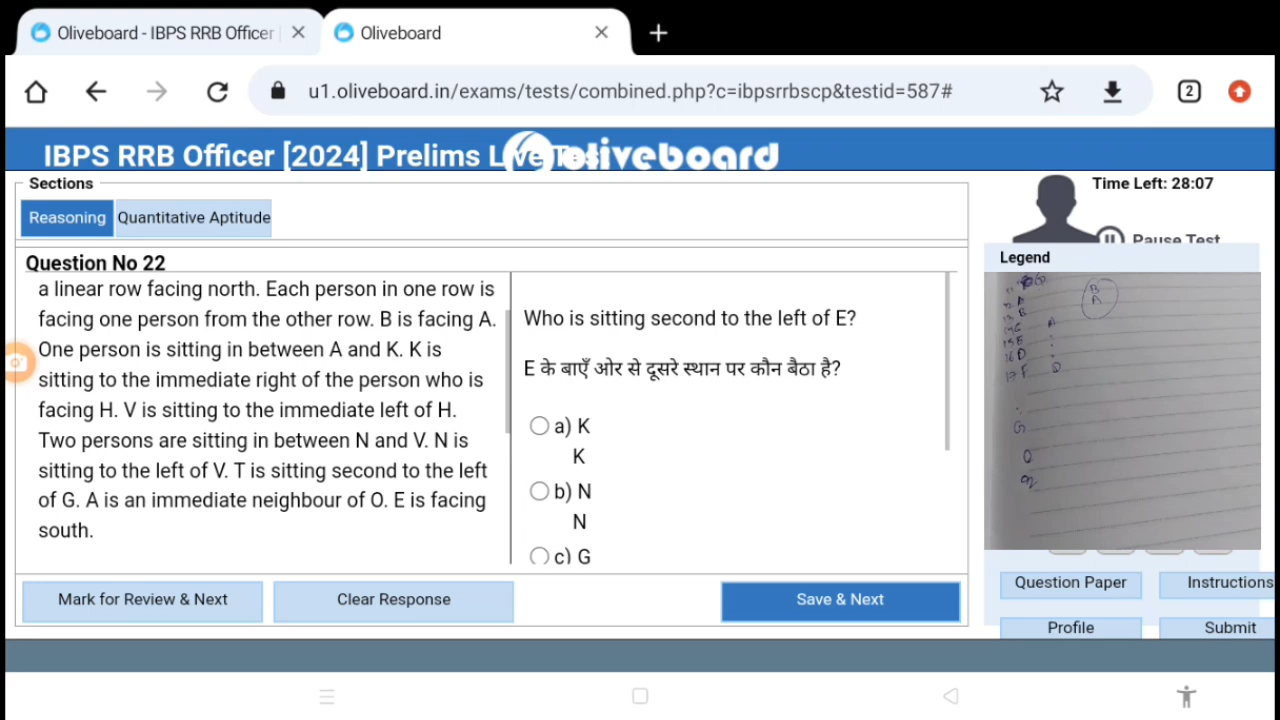 Oliveboard - IBPS RRB Officer
Oliveboard
u1.oliveboard.in/exams/tests/combined.php?c=ibpsrrbscp&testid=587#
2
IBPS RRB Officer [2024] Prelims Live Test
oliveboard
Sections
Reasoning
Quantitative Aptitude
Time Left: 28:07
Pause Test
Question No 22
a linear row facing north. Each person in one row is
facing one person from the other row. B is facing A.
One person is sitting in between A and K. K is
sitting to the immediate right of the person who is
facing H. V is sitting to the immediate left of H.
Two persons are sitting in between N and V. N is
sitting to the left of V. T is sitting second to the left
of G. A is an immediate neighbour of O. E is facing
south.
Who is sitting second to the left of E?
E के बाएँ ओर से दूसरे स्थान पर कौन बैठा है?
a) K
K
b) N
N
c) G
Legend
B
A
A
B
C A
E
D
F D
G
O
Mark for Review & Next
Clear Response
Save & Next
Question Paper
Instructions
Profile
Submit